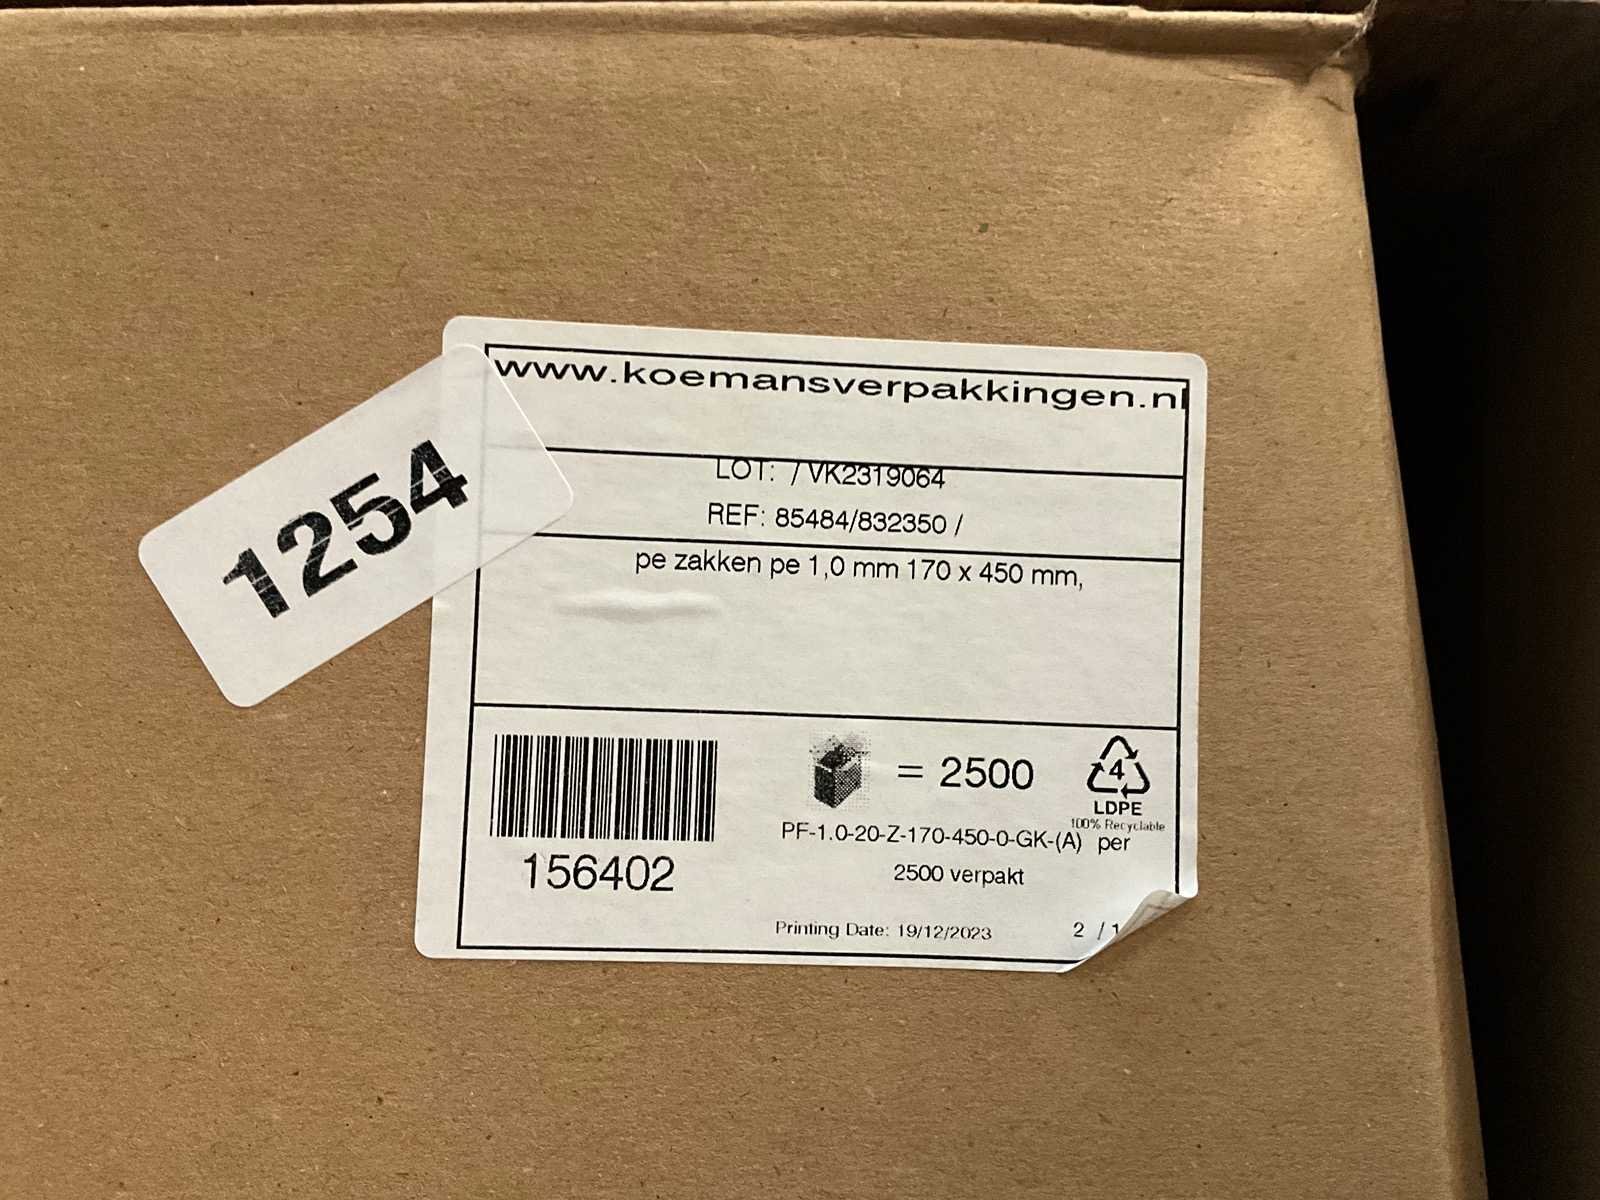 www.koemansverpakkingen.nl
1254
LOT: / VK2319064
REF: 85484/832350 /
pe zakken pe 1,0 mm 170 x 450 mm,
= 2500
4
LDPE
100% Recyclable
PF-1.0-20-Z-170-450-0-GK-(A) per
2500 verpakt
156402
Printing Date: 19/12/2023
2 / 1